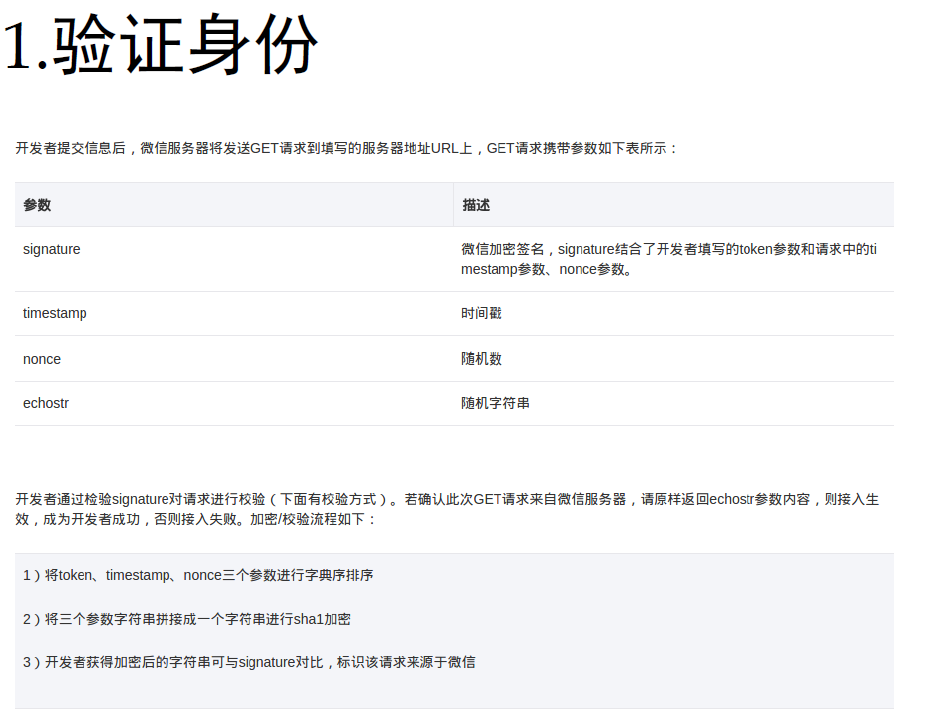 1.验证身份
开发者提交信息后，微信服务器将发送GET请求到填写的服务器地址URL上，GET请求携带参数如下表所示：
参数 描述
signature 微信加密签名，signature结合了开发者填写的token参数和请求中的ti
mestamp参数、nonce参数。
timestamp 时间戳
nonce 随机数
echostr 随机字符串
开发者通过检验signature对请求进行校验（下面有校验方式）。若确认此次GET请求来自微信服务器，请原样返回echostr参数内容，则接入生
效，成为开发者成功，否则接入失败。加密/校验流程如下：
1）将token、timestamp、nonce三个参数进行字典序排序
2）将三个参数字符串拼接成一个字符串进行sha1加密
3）开发者获得加密后的字符串可与signature对比，标识该请求来源于微信